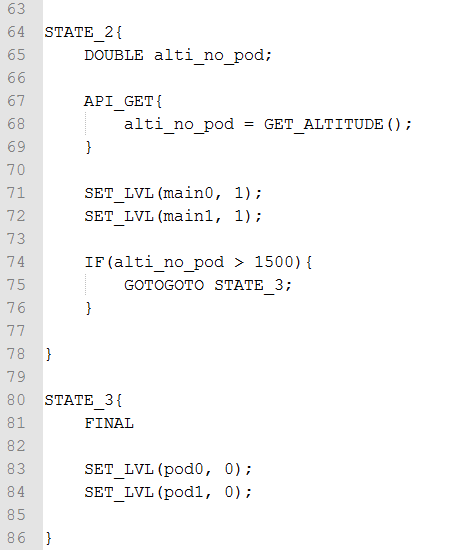 63
64 STATE_2{
65     DOUBLE alti_no_pod;
66
67     API_GET{
68         alti_no_pod = GET_ALTITUDE();
69     }
70
71     SET_LVL(main0, 1);
72     SET_LVL(main1, 1);
73
74     IF(alti_no_pod > 1500){
75         GOTOGOTO STATE_3;
76     }
77
78 }
79
80 STATE_3{
81     FINAL
82
83     SET_LVL(pod0, 0);
84     SET_LVL(pod1, 0);
85
86 }